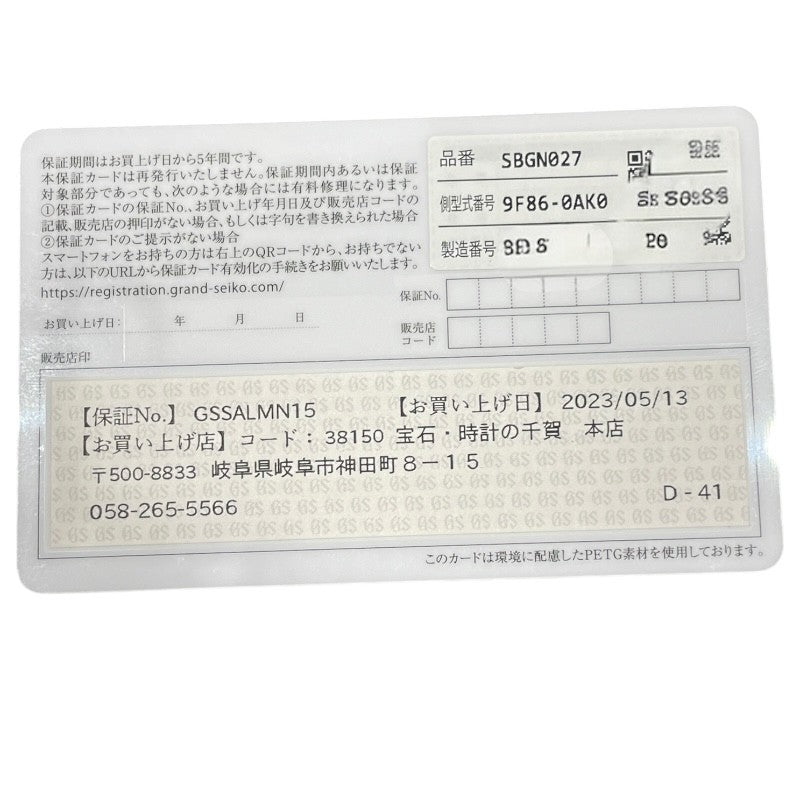 保証期間はお買上げ日から5年間です。
本保証カードは再発行いたしません。保証期間内あるいは保証
対象部分であっても、次のような場合には有料修理になります。
①保証カードの保証No.、お買上げ年月日及び販売店コードの
記載、販売店の押印がない場合、もしくは字句を書き換えられた場合
②保証カードのご提示がない場合
スマートフォンをお持ちの方は右上のQRコードから、お持ちでない
方は、以下のURLから保証カード有効化の手続きをお願いいたします。
https://registration.grand-seiko.com/
お買い上げ日: 年 月 日
販売店印
品番 SBGN027
側型式番号 9F86-0AK0
製造番号
保証No.
販売店
コード
【保証No.】 GSSALMN15 【お買い上げ日】 2023/05/13
【お買い上げ店】コード：38150 宝石・時計の千賀 本店
〒500-8833 岐阜県岐阜市神田町８－１５
058-265-5566
D - 41
このカードは環境に配慮したPETG素材を使用しております。